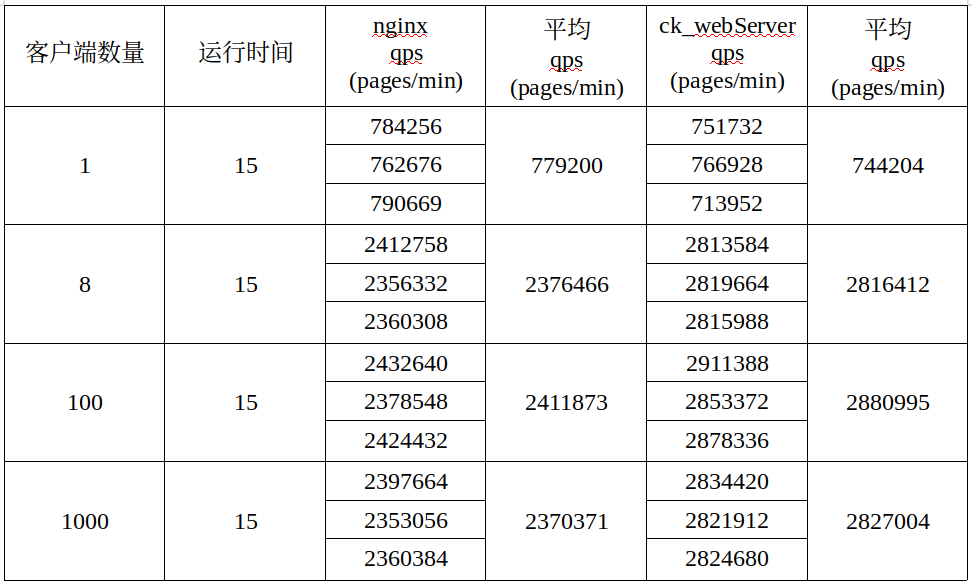 客户端数量
运行时间
nginx
qps
(pages/min)
平均
qps
(pages/min)
ck_webServer
qps
(pages/min)
平均
qps
(pages/min)
1
15
784256
762676
790669
779200
751732
766928
713952
744204
8
15
2412758
2356332
2360308
2376466
2813584
2819664
2815988
2816412
100
15
2432640
2378548
2424432
2411873
2911388
2853372
2878336
2880995
1000
15
2397664
2353056
2360384
2370371
2834420
2821912
2824680
2827004